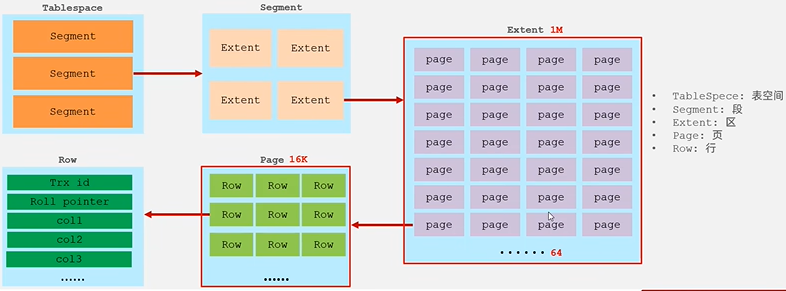 Tablespace
Segment
Segment
Segment
Segment
Extent Extent
Extent Extent
Extent 1M
page page page page
page page page page
page page page page
page page page page
page page page page
page page page page
page page page page
...... 64
TableSpece: 表空间
Segment: 段
Extent: 区
Page: 页
Row: 行
Row
Trx id
Roll pointer
col1
col2
col3
......
Page 16K
Row Row Row
Row Row Row
Row Row Row
......